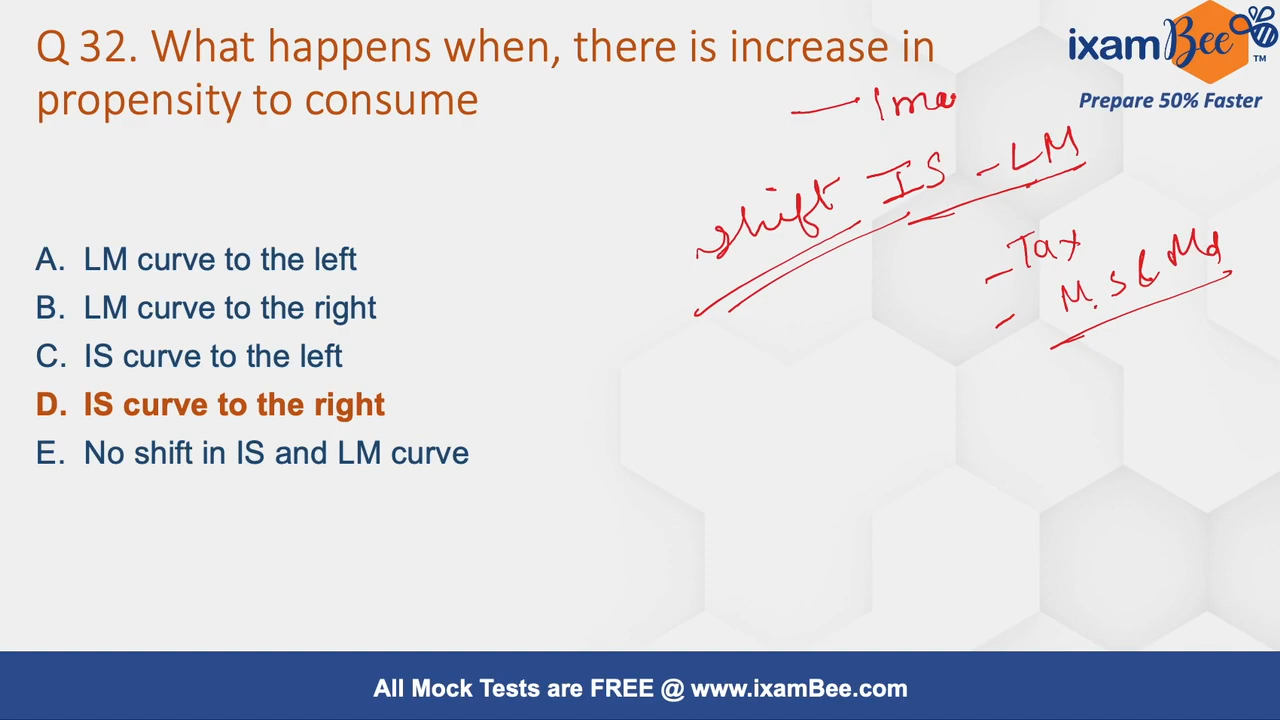 Q 32. What happens when, there is increase in
propensity to consume
ixamBee™
Prepare 50% Faster
shift IS - LM
- Tax
- M.S & Md
A. LM curve to the left
B. LM curve to the right
C. IS curve to the left
D. IS curve to the right
E. No shift in IS and LM curve
All Mock Tests are FREE @ www.ixamBee.com